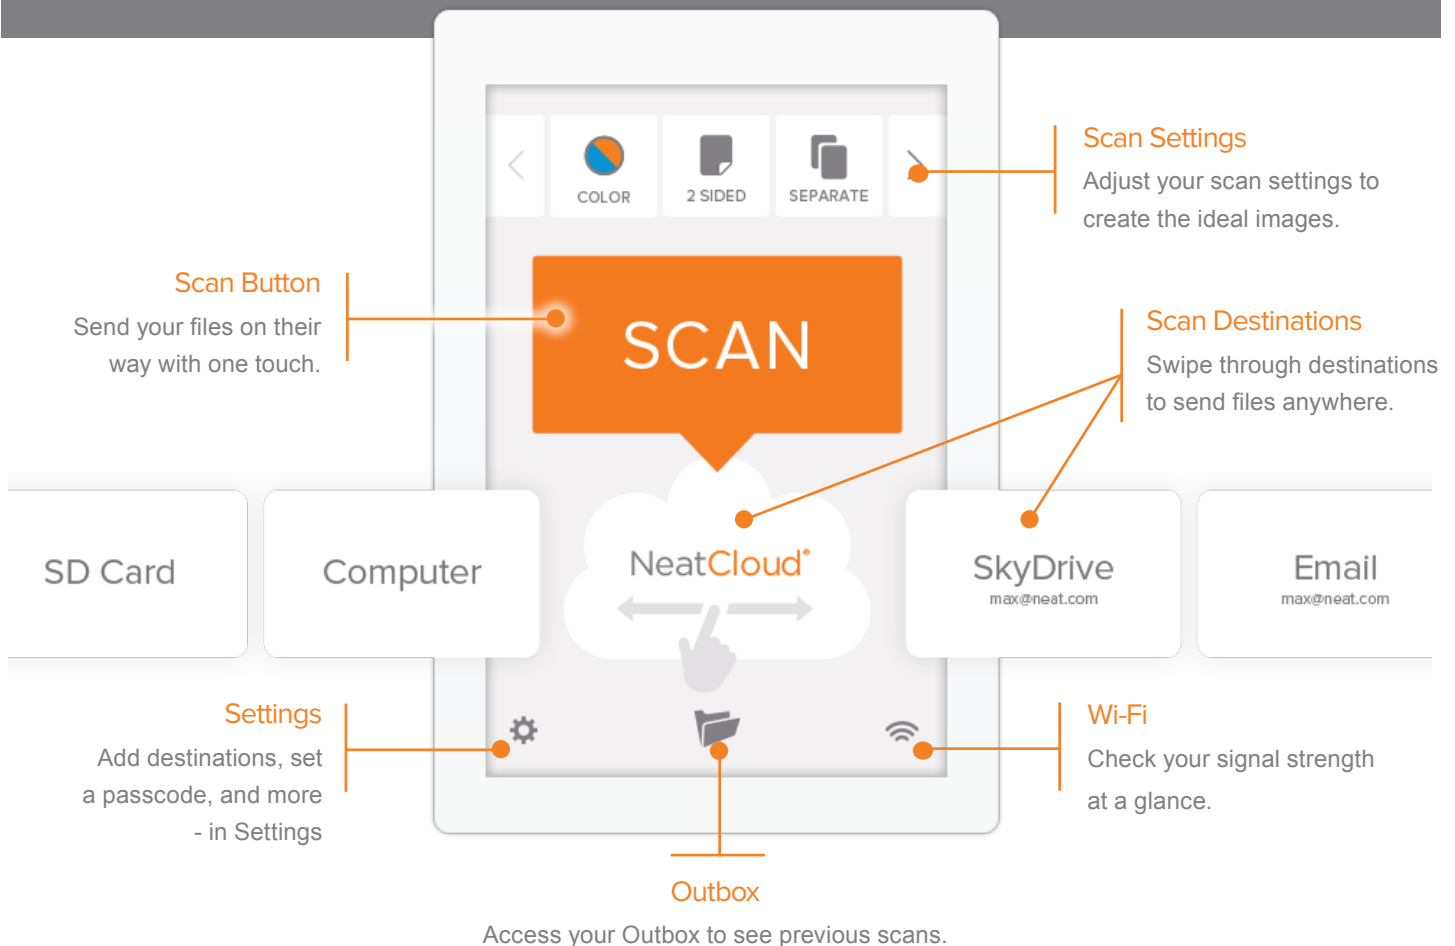 COLOR
2 SIDED
SEPARATE
Scan Settings
Adjust your scan settings to
create the ideal images.
Scan Button
Send your files on their
way with one touch.
SCAN
Scan Destinations
Swipe through destinations
to send files anywhere.
SD Card
Computer
NeatCloud®
SkyDrive
max@neat.com
Email
max@neat.com
Settings
Add destinations, set
a passcode, and more
- in Settings
Wi-Fi
Check your signal strength
at a glance.
Outbox
Access your Outbox to see previous scans.